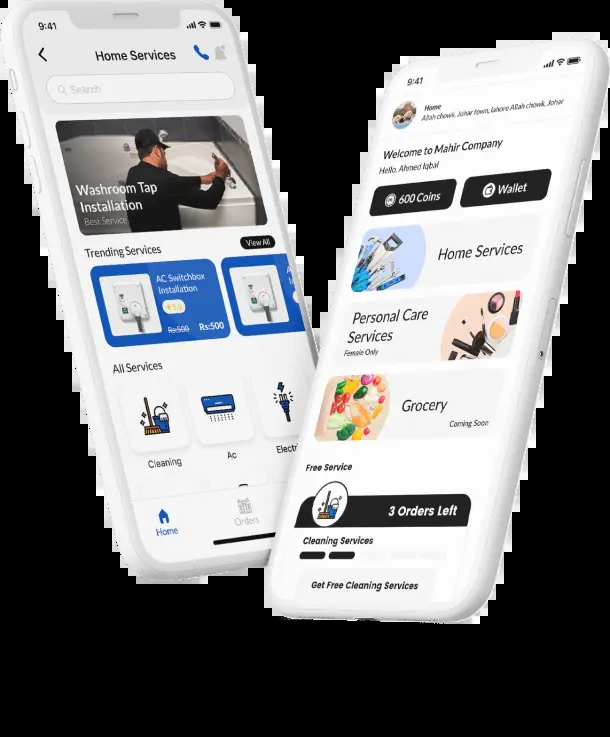 9:41
Home Services
Search
Washroom Tap
Installation
Best Service
Trending Services
View All
AC Switchbox
Installation
5.0
Rs:500
Rs:500
All Services
Cleaning
Ac
Electri
Home
Orders
9:41
Home
Allah chows, Johar town, lahore Allah chowk, Johar
Welcome to Mahir Company
Hello, Ahmed Iqbal
600 Coins
Wallet
Home Services
Personal Care
Services
Female Only
Grocery
Coming Soon
Free Service
3 Orders Left
Cleaning Services
Get Free Cleaning Services